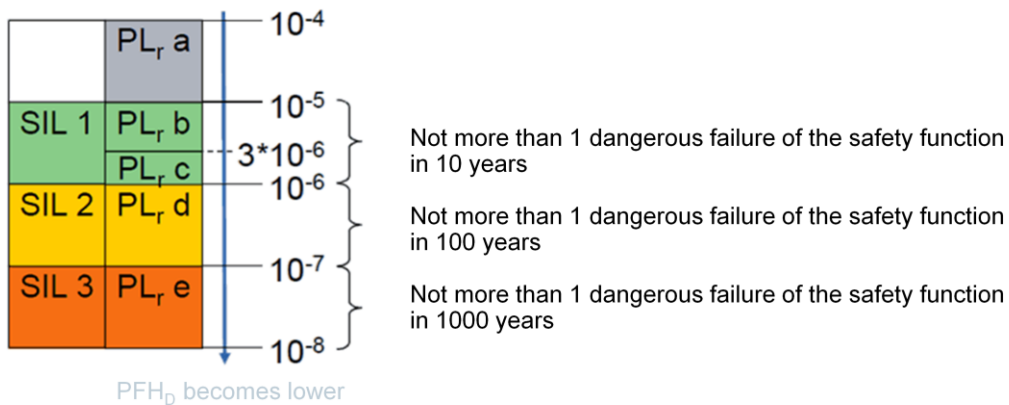 PLr a
10-4
10-5
SIL 1 PLr b
3*10-6
PLr c
10-6
SIL 2 PLr d
10-7
SIL 3 PLr e
10-8
PFHD becomes lower
Not more than 1 dangerous failure of the safety function
in 10 years
Not more than 1 dangerous failure of the safety function
in 100 years
Not more than 1 dangerous failure of the safety function
in 1000 years